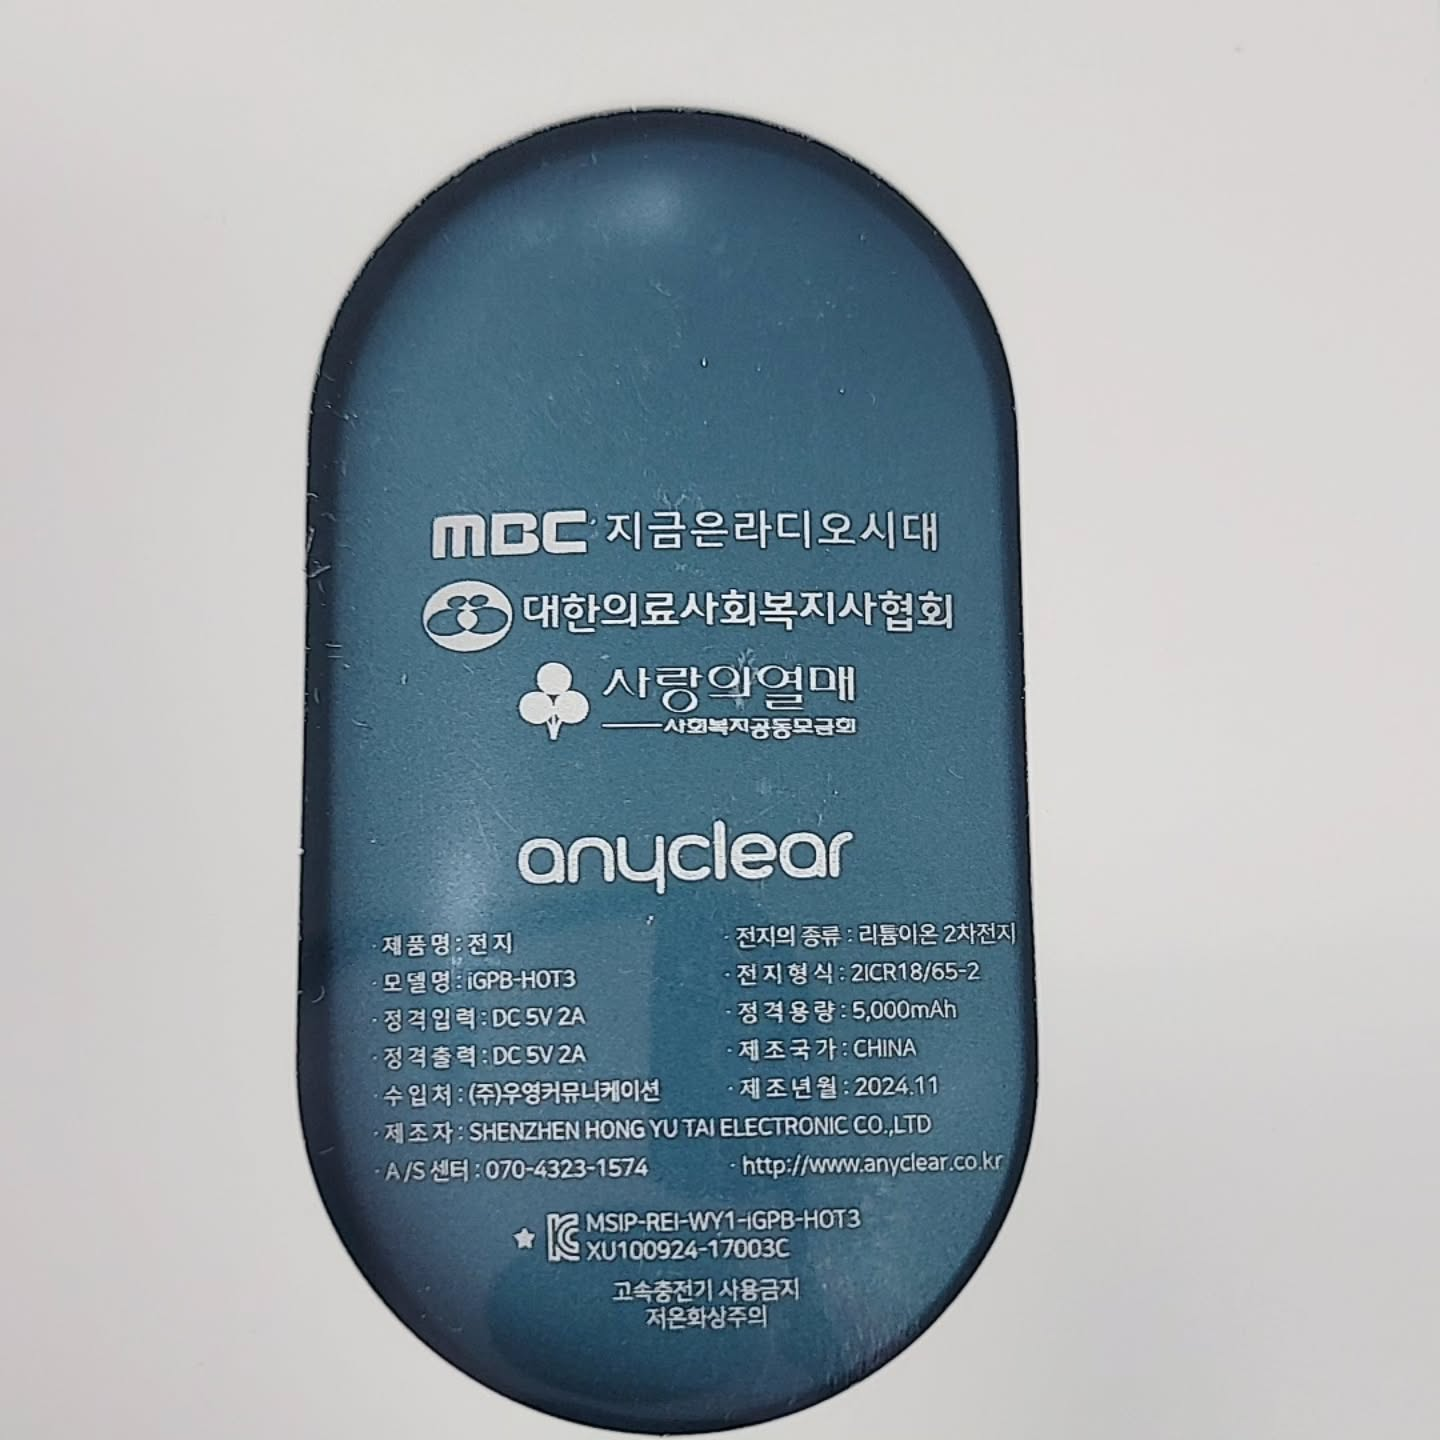 MBC 지금은라디오시대
대한의료사회복지사협회
사랑의열매
사회복지공동모금회
anyclear
· 제품명 : 전지 · 전지의 종류 : 리튬이온 2차전지
· 모델명 : iGPB-HOT3 · 전지형식 : 2ICR18/65-2
· 정격입력 : DC 5V 2A · 정격용량 : 5,000mAh
· 정격출력 : DC 5V 2A · 제조국가 : CHINA
· 수입처 : (주)우영커뮤니케이션 · 제조년월 : 2024.11
· 제조자 : SHENZHEN HONG YU TAI ELECTRONIC CO.,LTD
· A/S센터 : 070-4323-1574 · http://www.anyclear.co.kr
MSIP-REI-WY1-iGPB-HOT3
XU100924-17003C
고속충전기 사용금지
저온화상주의